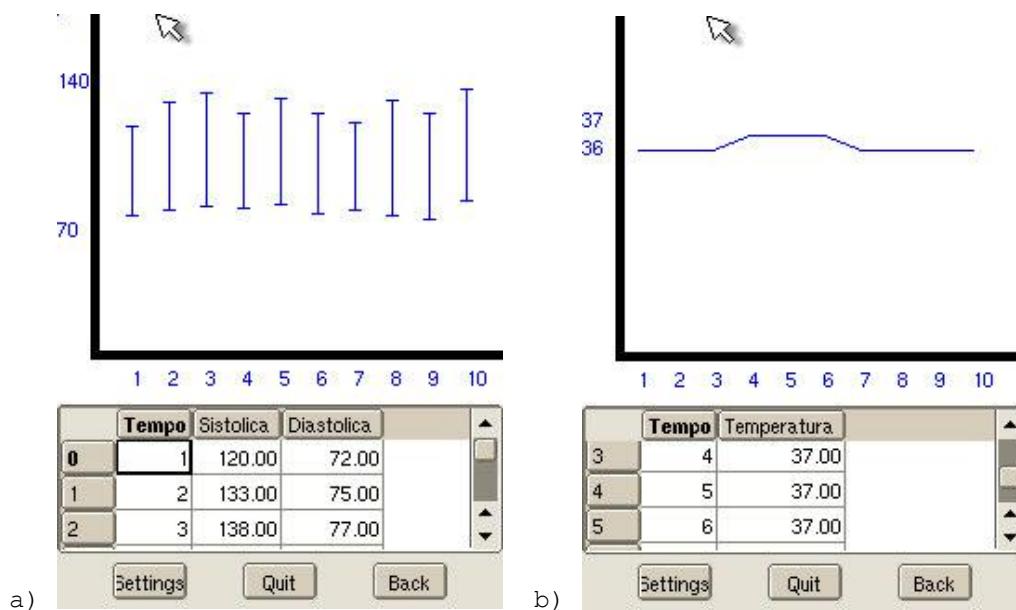 140
70
1 2 3 4 5 6 7 8 9 10
Tempo Sistolica Diastolica
0 1 120.00 72.00
1 2 133.00 75.00
2 3 138.00 77.00
Settings Quit Back
a)
37
36
1 2 3 4 5 6 7 8 9 10
Tempo Temperatura
3 4 37.00
4 5 37.00
5 6 37.00
Settings Quit Back
b)